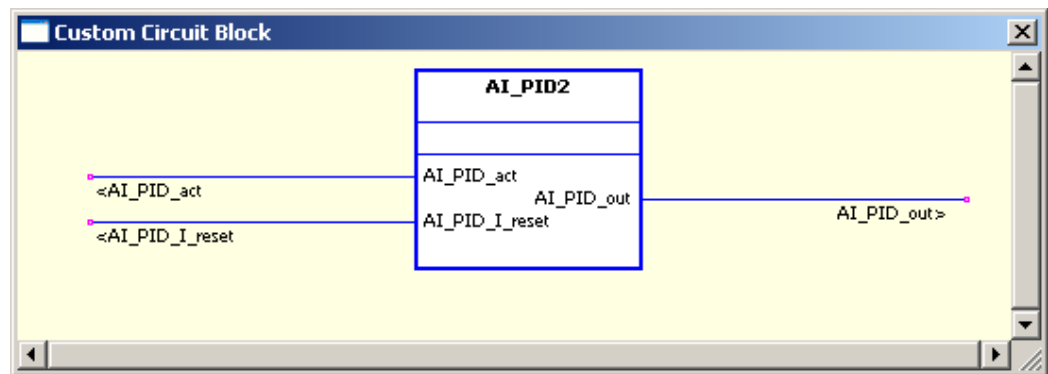 Custom Circuit Block
AI_PID2
AI_PID_act
<AI_PID_act
AI_PID_out
AI_PID_out>
AI_PID_I_reset
<AI_PID_I_reset